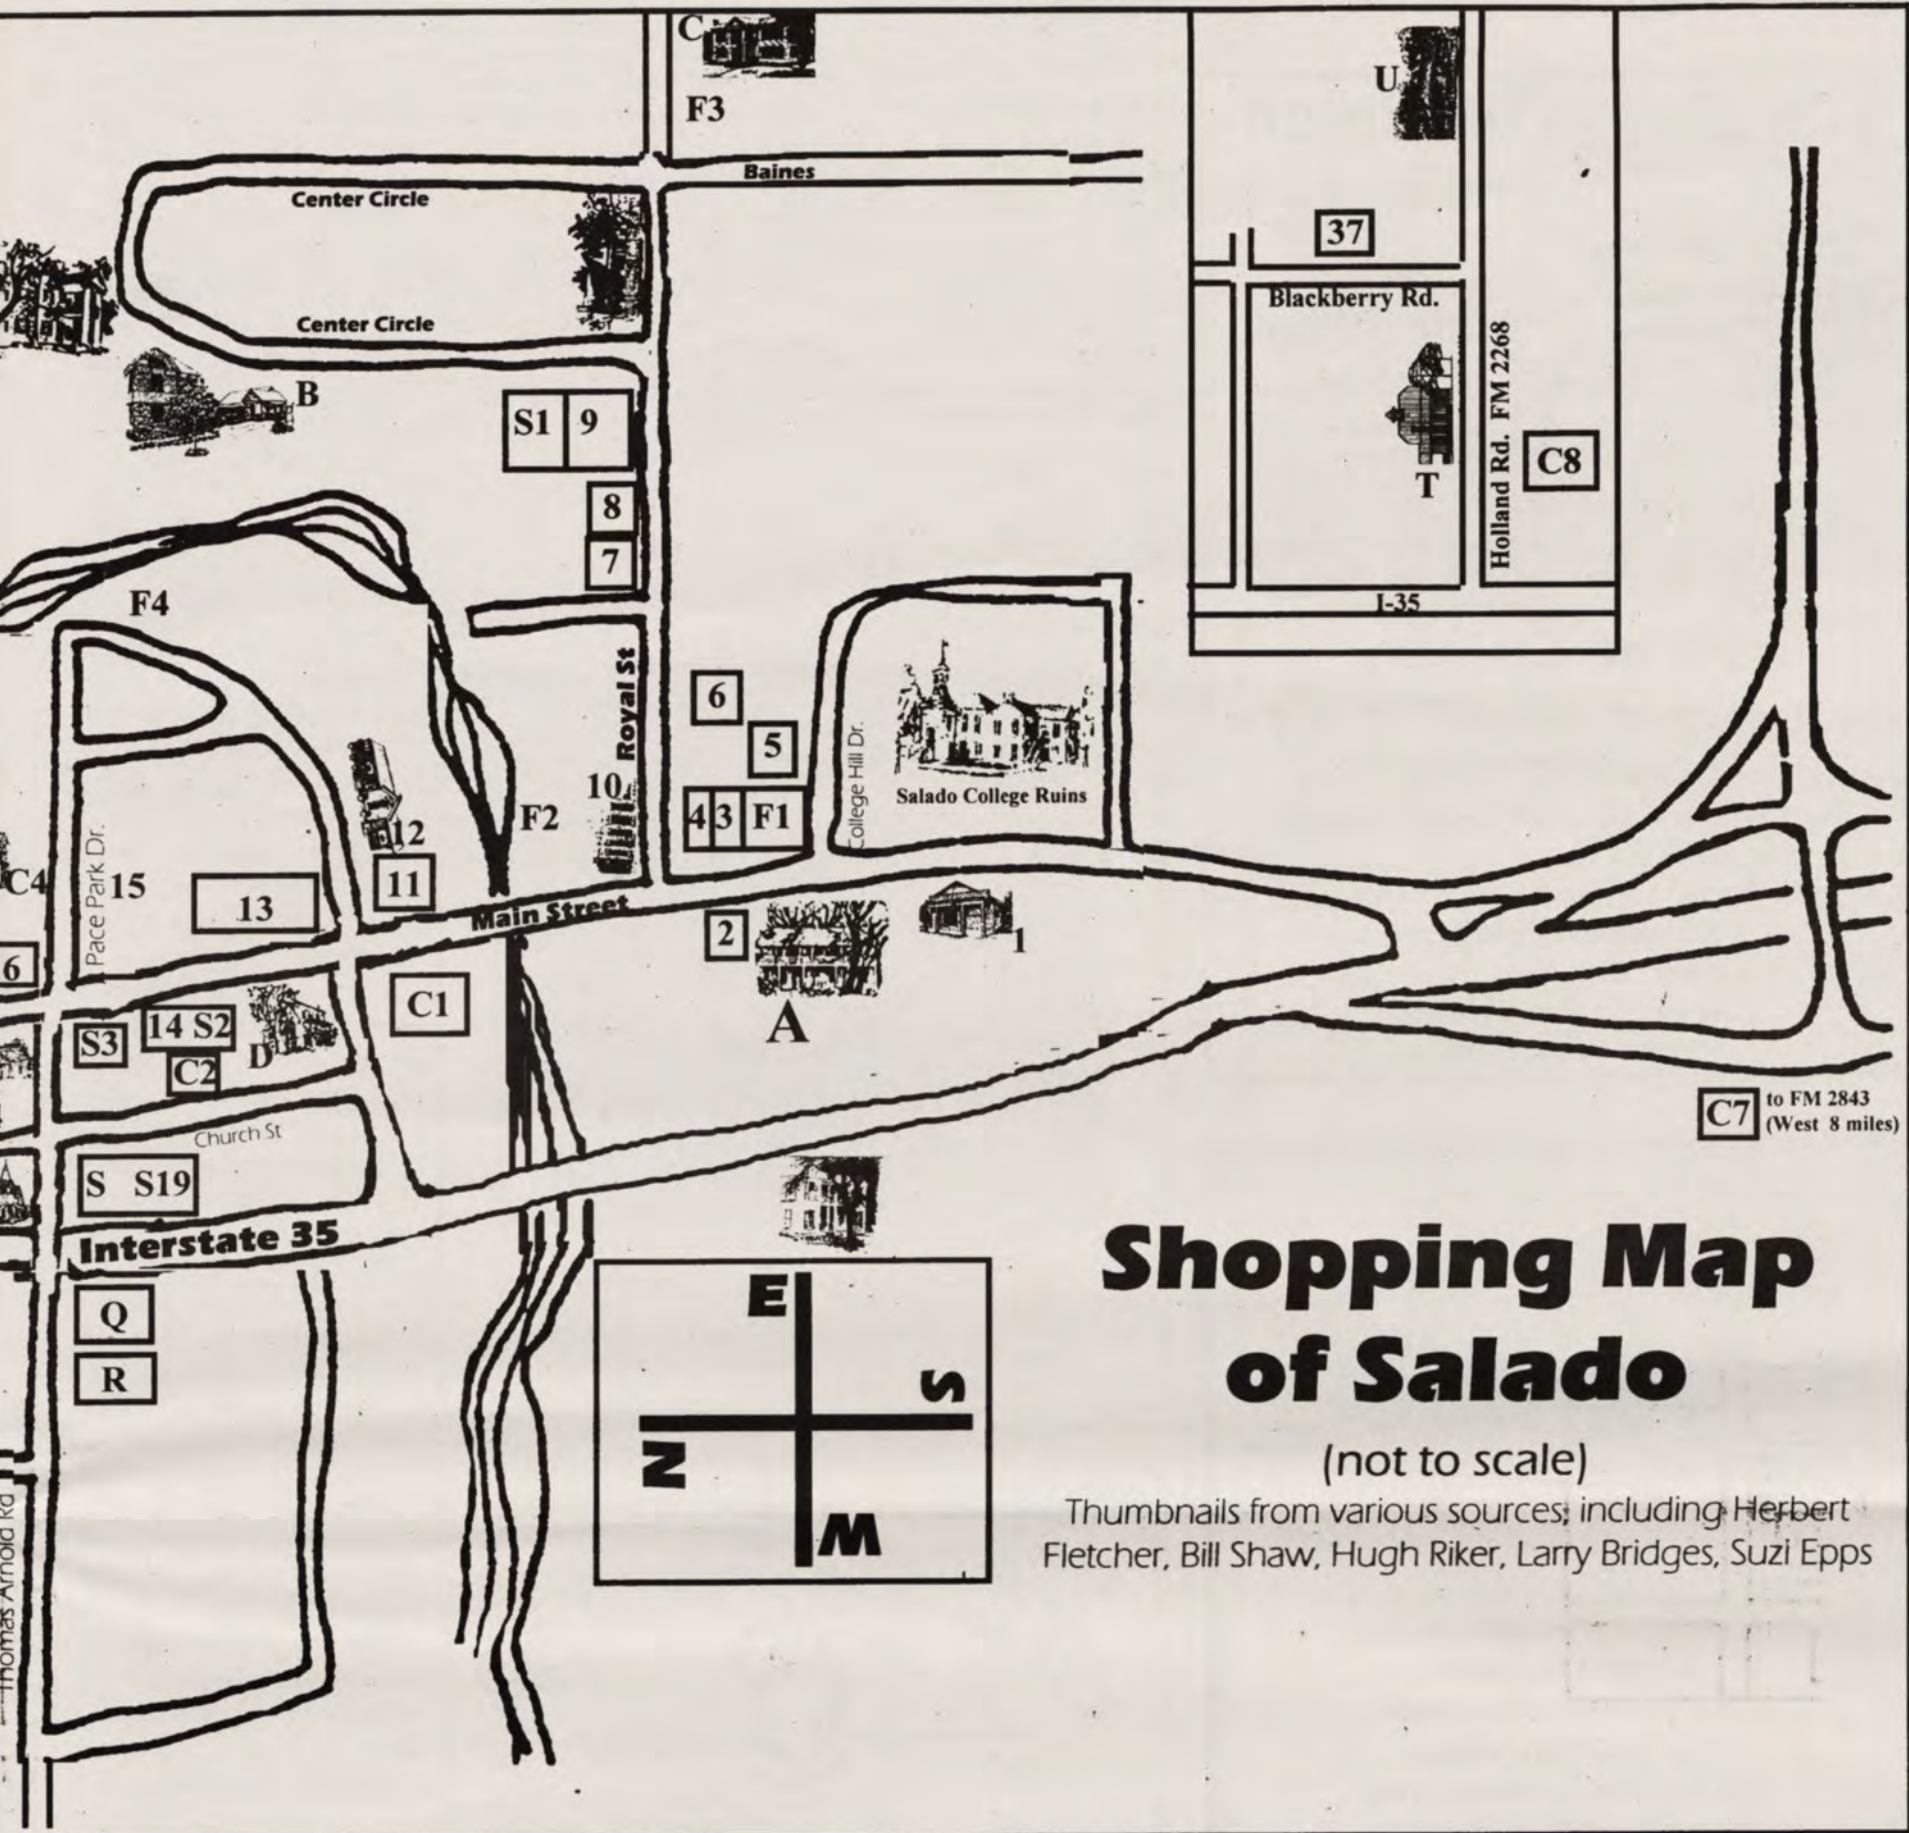 C
F3
U
Baines
Center Circle
37
Blackberry Rd.
Center Circle
B
S1 9
Holland Rd. FM 2268
C8
T
8
7
F4
I-35
Royal St
6
5
College Hill Dr.
Salado College Ruins
10
4 3 F1
F2
12
11
C4
Pace Park Dr.
15
13
Main Street
2
1
6
C1
A
S3
14 S2
D
C2
C7 to FM 2843
(West 8 miles)
Church St
S S19
Interstate 35
Q
R
E
S
N
W
Shopping Map
of Salado
(not to scale)
Thumbnails from various sources; including Herbert
Fletcher, Bill Shaw, Hugh Riker, Larry Bridges, Suzi Epps
Thomas Arnold Rd